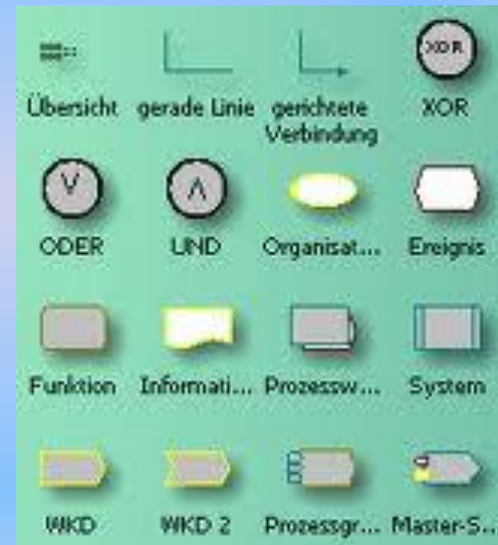 XOR
Übersicht gerade Linie gerichtete Verbindung XOR
V Λ
ODER UND Organisat... Ereignis
Funktion Informati... Prozessw... System
WKD WKD 2 Prozessgr... Master-S...